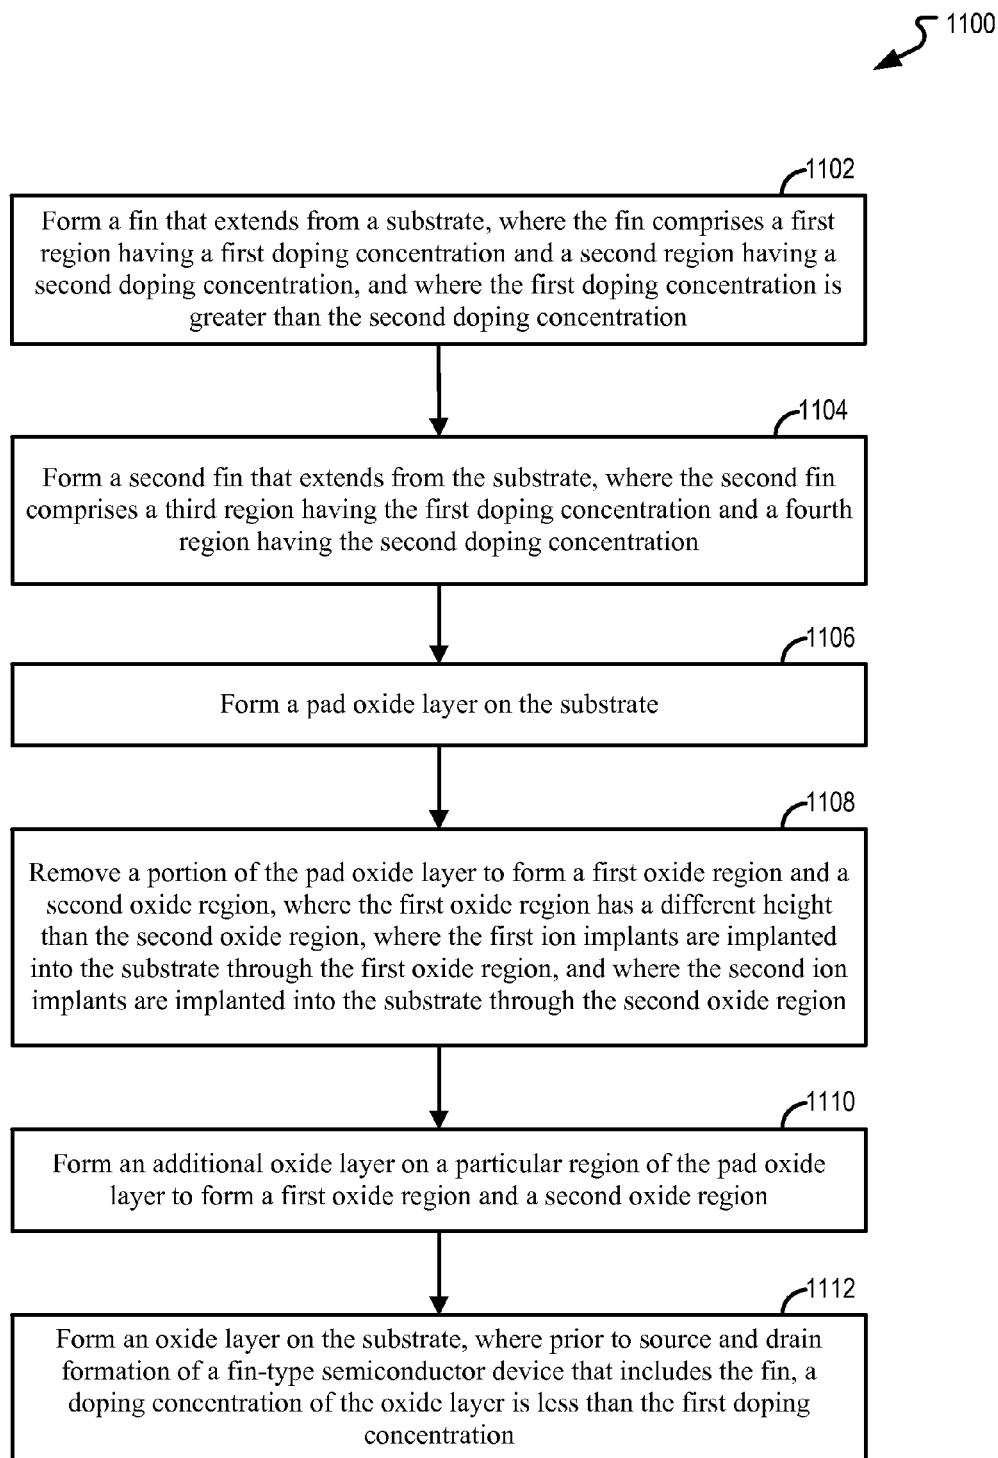 1100
1102
Form a fin that extends from a substrate, where the fin comprises a first
region having a first doping concentration and a second region having a
second doping concentration, and where the first doping concentration is
greater than the second doping concentration
1104
Form a second fin that extends from the substrate, where the second fin
comprises a third region having the first doping concentration and a fourth
region having the second doping concentration
1106
Form a pad oxide layer on the substrate
1108
Remove a portion of the pad oxide layer to form a first oxide region and a
second oxide region, where the first oxide region has a different height
than the second oxide region, where the first ion implants are implanted
into the substrate through the first oxide region, and where the second ion
implants are implanted into the substrate through the second oxide region
1110
Form an additional oxide layer on a particular region of the pad oxide
layer to form a first oxide region and a second oxide region
1112
Form an oxide layer on the substrate, where prior to source and drain
formation of a fin-type semiconductor device that includes the fin, a
doping concentration of the oxide layer is less than the first doping
concentration